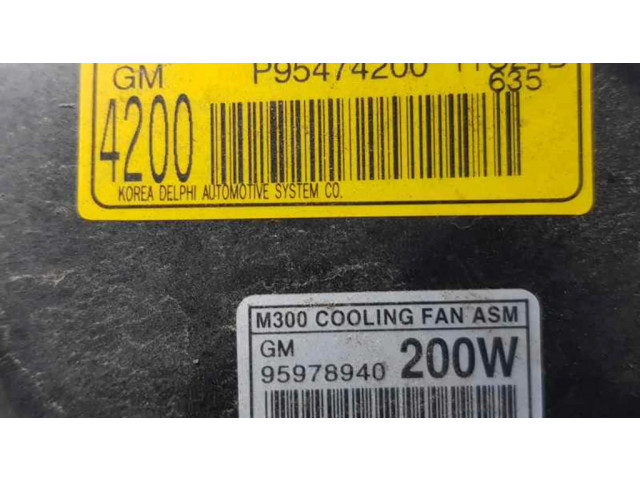 GM P95474200
635
4200
KOREA DELPHI AUTOMOTIVE SYSTEM CO.
M300 COOLING FAN ASM
GM
95978940 200W